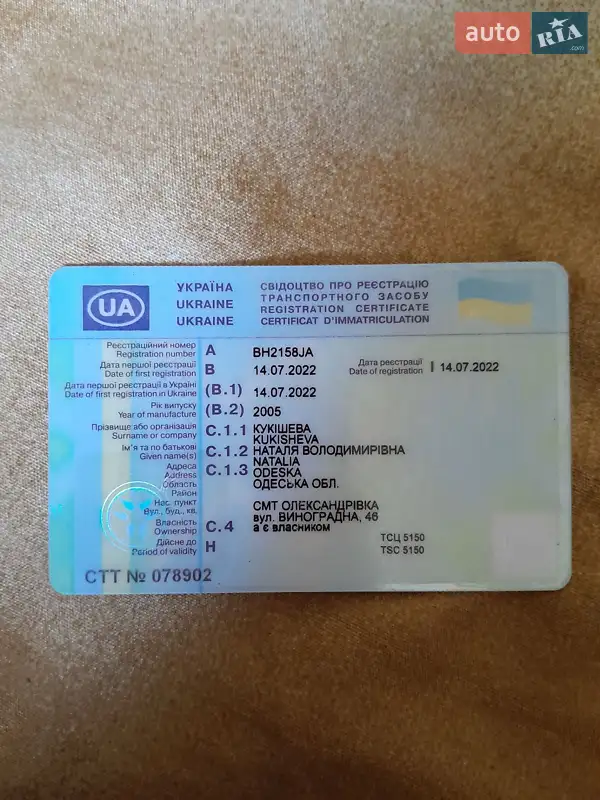 auto RIA.com
УКРАЇНА СВІДОЦТВО ПРО РЕЄСТРАЦІЮ
UKRAINE ТРАНСПОРТНОГО ЗАСОБУ
UKRAINE REGISTRATION CERTIFICATE
CERTIFICAT D'IMMATRICULATION
UA
Реєстраційний номер
Registration number A BH2158JA
Дата першої реєстрації
Date of first registration B 14.07.2022
Дата реєстрації
Date of registration I 14.07.2022
Дата першої реєстрації в Україні
Date of first registration in Ukraine (B.1) 14.07.2022
Рік випуску
Year of manufacture (B.2) 2005
Прізвище або організація
Surname or company C.1.1 КУКІШЕВА
KUKISHEVA
Ім'я та по батькові
Given name(s) C.1.2 НАТАЛЯ ВОЛОДИМИРІВНА
NATALIA
Адреса
Address C.1.3 ODESKA
Область ОДЕСЬКА ОБЛ.
Район
Нас. пункт СМТ ОЛЕКСАНДРІВКА
Вул., буд., кв. вул. ВИНОГРАДНА, 46
Власність
Ownership C.4 а є власником
Дійсне до
Period of validity H
ТСЦ 5150
TSC 5150
СТТ № 078902